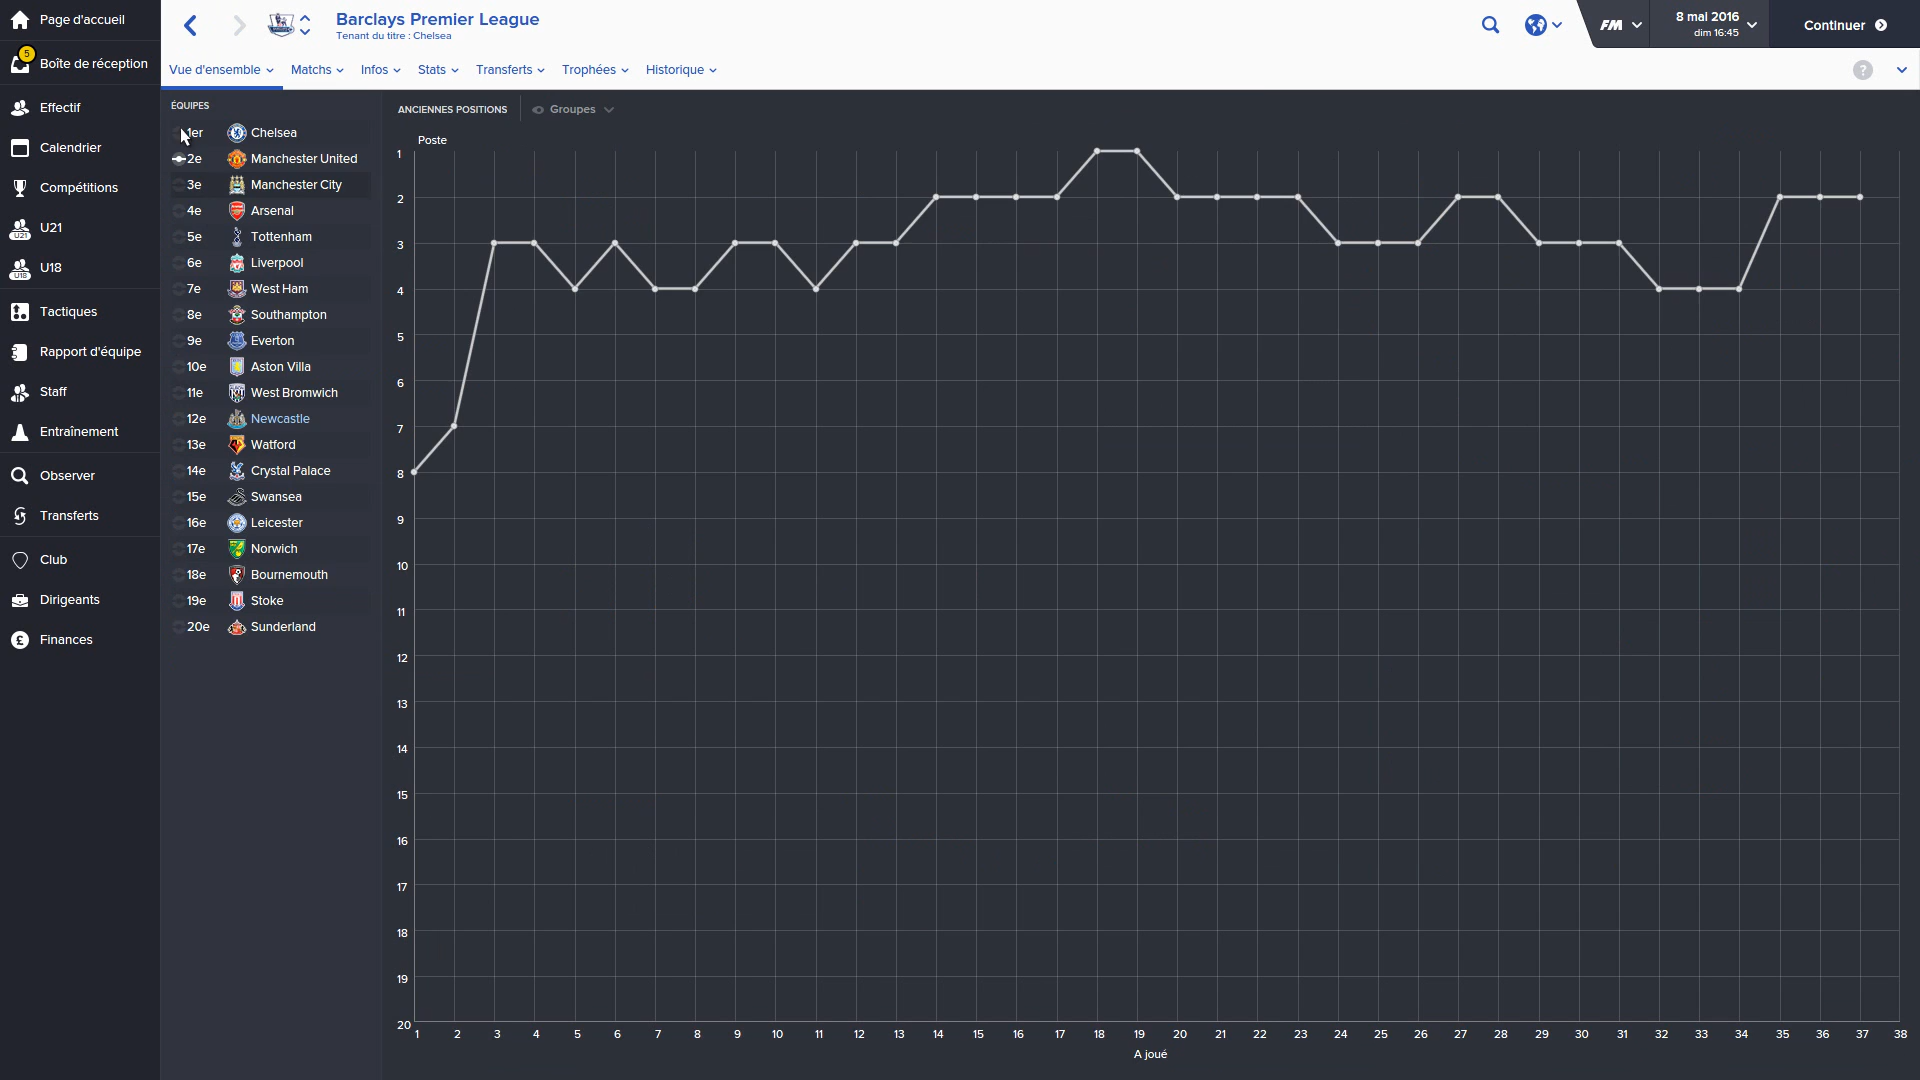 Page d'accueil
5
Boîte de réception
Effectif
Calendrier
Compétitions
U21
U21
U18
U18
Tactiques
Rapport d'équipe
Staff
Entraînement
Observer
Transferts
Club
Dirigeants
£
Finances
Barclays Premier League
Tenant du titre : Chelsea
FM
8 mai 2016
dim 16:45
Continuer
Vue d'ensemble
Matchs
Infos
Stats
Transferts
Trophées
Historique
?
ÉQUIPES
1er Chelsea
2e Manchester United
3e Manchester City
4e Arsenal
5e Tottenham
6e Liverpool
7e West Ham
8e Southampton
9e Everton
10e Aston Villa
11e West Bromwich
12e Newcastle
13e Watford
14e Crystal Palace
15e Swansea
16e Leicester
17e Norwich
18e Bournemouth
19e Stoke
20e Sunderland
ANCIENNES POSITIONS
Groupes
Poste
1
2
3
4
5
6
7
8
9
10
11
12
13
14
15
16
17
18
19
20
1 2 3 4 5 6 7 8 9 10 11 12 13 14 15 16 17 18 19 20 21 22 23 24 25 26 27 28 29 30 31 32 33 34 35 36 37 38
A joué